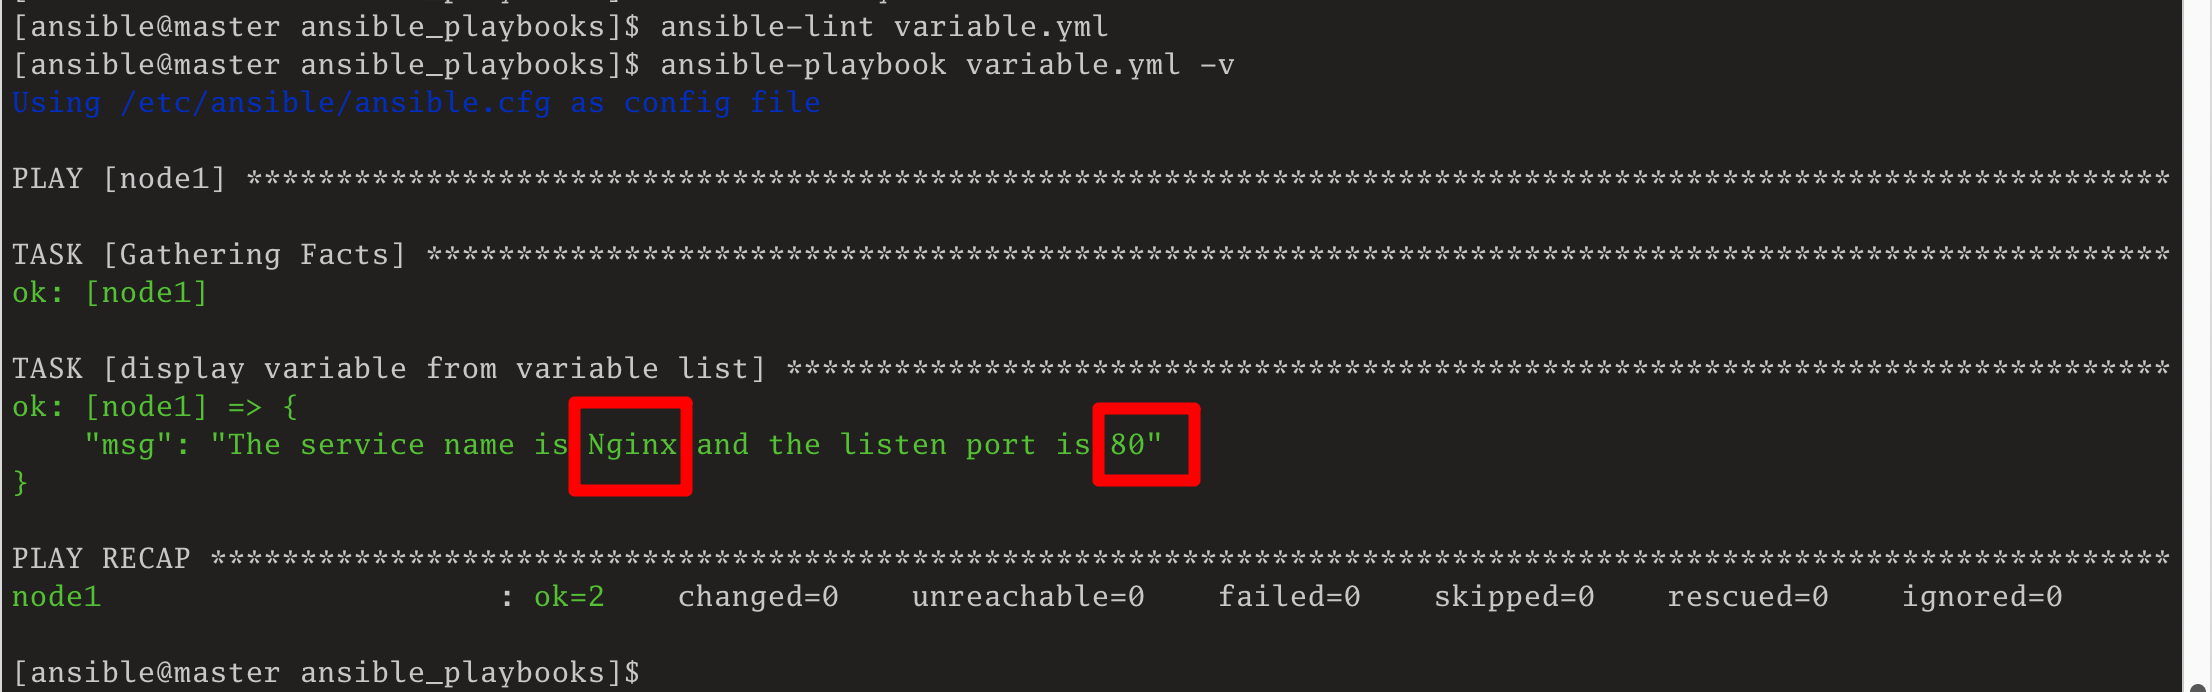 [ansible@master ansible_playbooks]$ ansible-lint variable.yml
[ansible@master ansible_playbooks]$ ansible-playbook variable.yml -v
Using /etc/ansible/ansible.cfg as config file
PLAY [node1] ***********************************************************************************************************
TASK [Gathering Facts] *************************************************************************************************
ok: [node1]
TASK [display variable from variable list] *****************************************************************************
ok: [node1] => {
    "msg": "The service name is Nginx and the listen port is 80"
}
PLAY RECAP *************************************************************************************************************
node1                      : ok=2    changed=0    unreachable=0    failed=0    skipped=0    rescued=0    ignored=0
[ansible@master ansible_playbooks]$